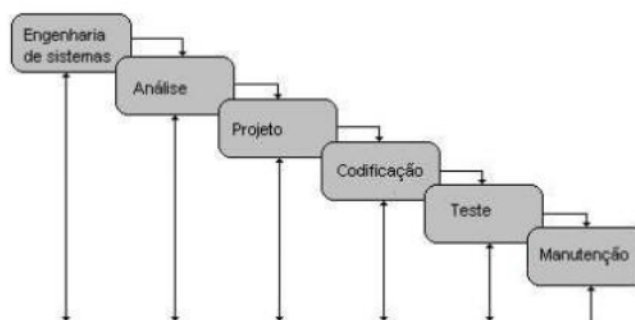 Engenharia
de sistemas
Análise
Projeto
Codificação
Teste
Manutenção